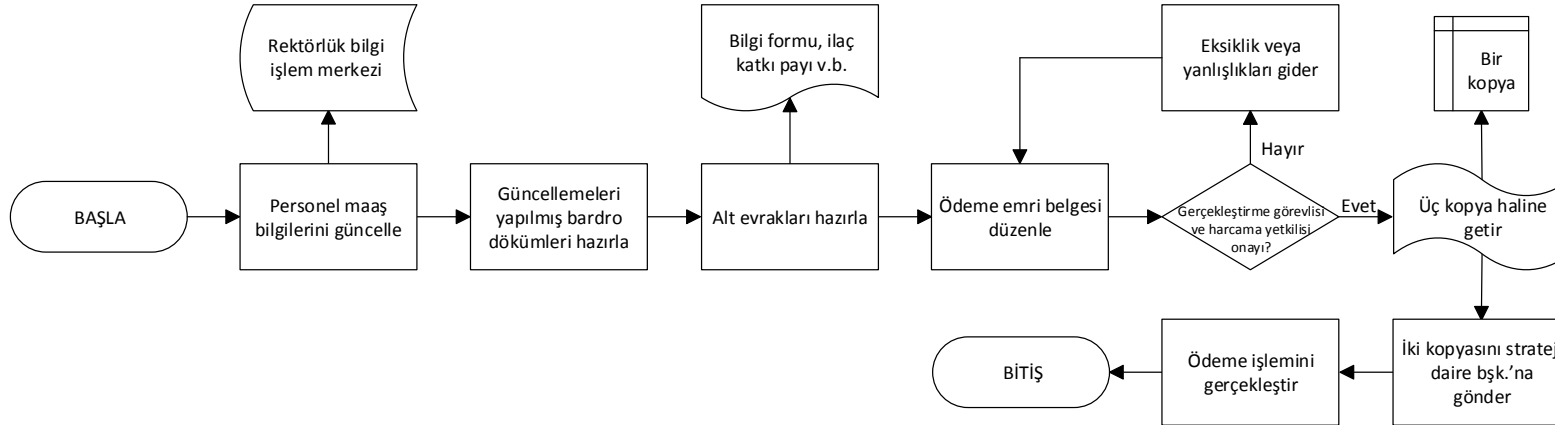 Rektörlük bilgi
işlem merkezi
Bilgi formu, ilaç
katkı payı v.b.
Eksiklik veya
yanlışlıkları gider
Bir
kopya
Hayır
BAŞLA
Personel maaş
bilgilerini güncelle
Güncellemeleri
yapılmış bardro
dökümleri hazırla
Alt evrakları hazırla
Ödeme emri belgesi
düzenle
Gerçekleştirme görevlisi
ve harcama yetkilisi
onayı?
Evet
Üç kopya haline
getir
BİTİŞ
Ödeme işlemini
gerçekleştir
İki kopyasını stratej
daire bşk.’na
gönder